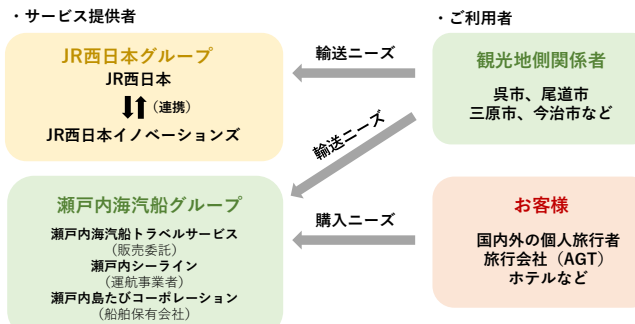 ・サービス提供者
JR西日本グループ
JR西日本
（連携）
JR西日本イノベーションズ
瀬戸内海汽船グループ
瀬戸内海汽船トラベルサービス
（販売委託）
瀬戸内シーライン
（運航事業者）
瀬戸内島たびコーポレーション
（船舶保有会社）
輸送ニーズ
輸送ニーズ
購入ニーズ
・ご利用者
観光地側関係者
呉市、尾道市
三原市、今治市など
お客様
国内外の個人旅行者
旅行会社（AGT）
ホテルなど